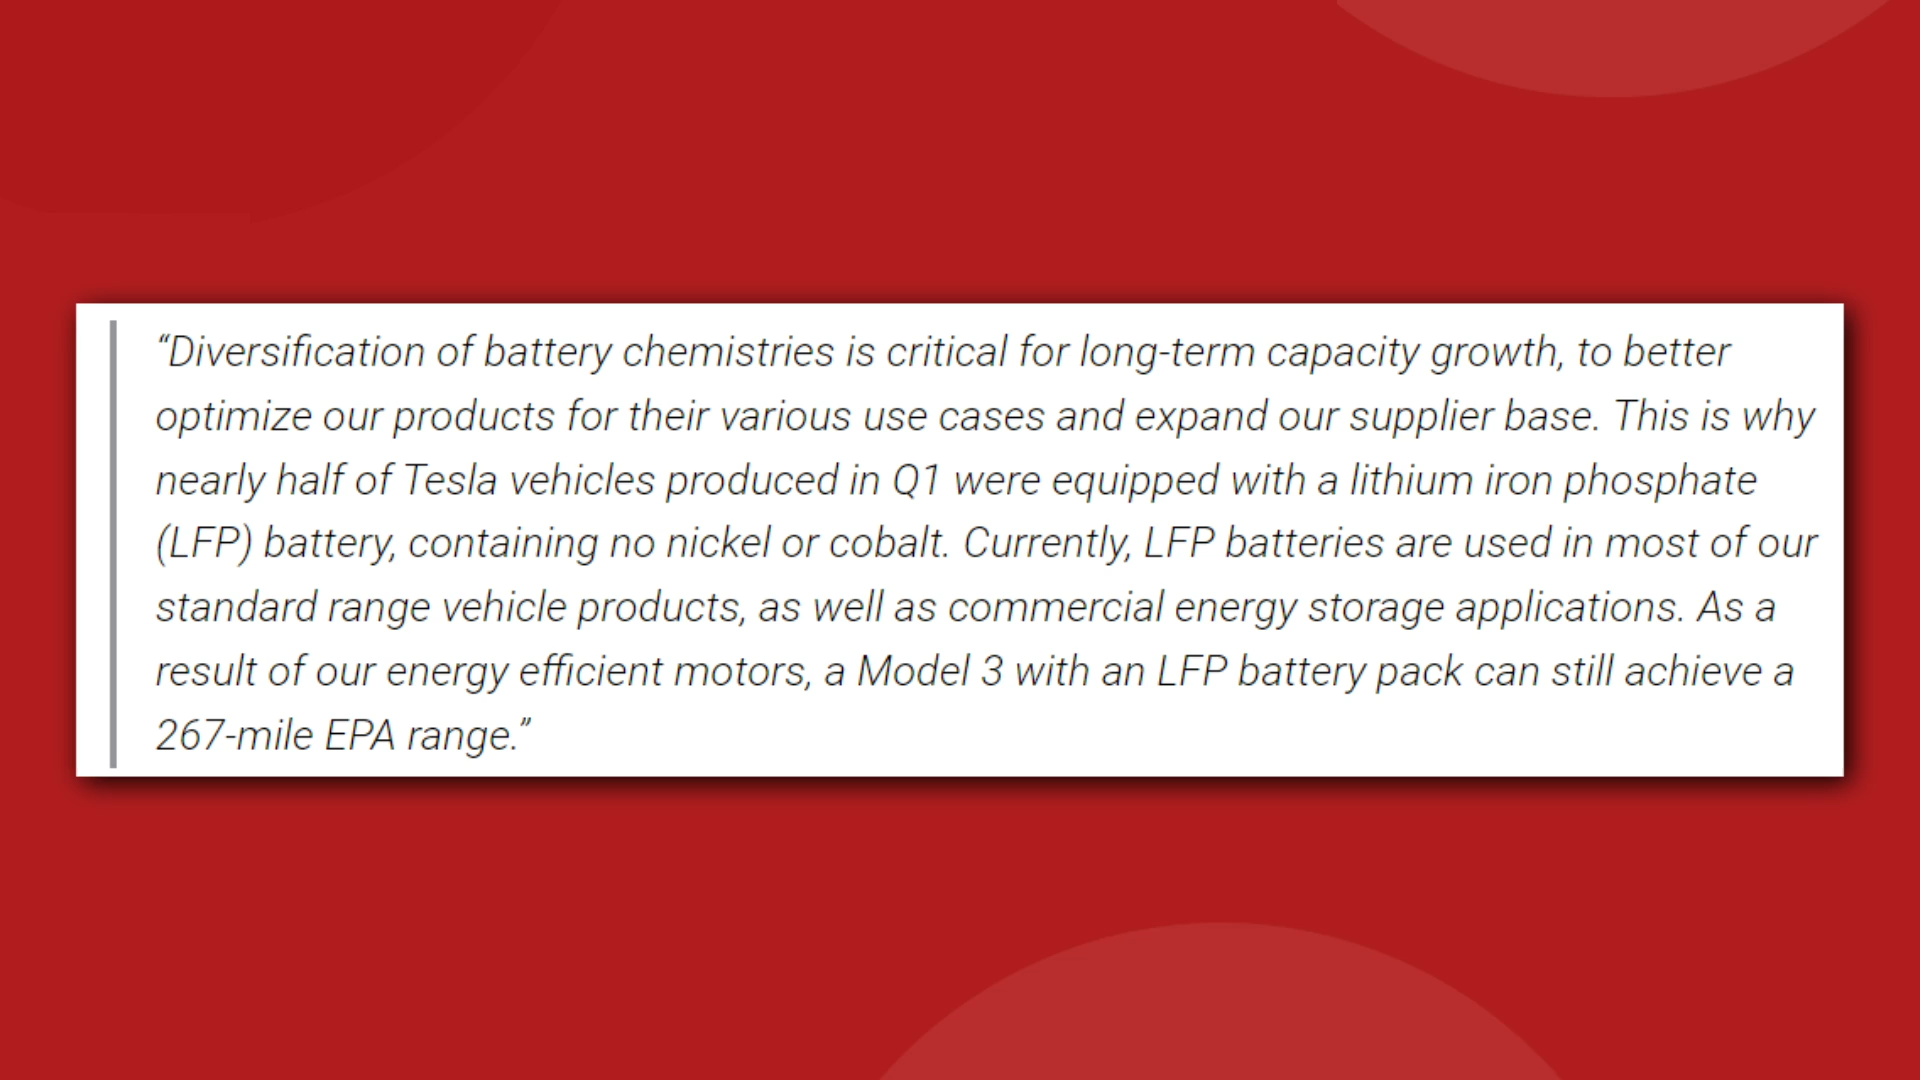 “Diversification of battery chemistries is critical for long-term capacity growth, to better
optimize our products for their various use cases and expand our supplier base. This is why
nearly half of Tesla vehicles produced in Q1 were equipped with a lithium iron phosphate
(LFP) battery, containing no nickel or cobalt. Currently, LFP batteries are used in most of our
standard range vehicle products, as well as commercial energy storage applications. As a
result of our energy efficient motors, a Model 3 with an LFP battery pack can still achieve a
267-mile EPA range.”